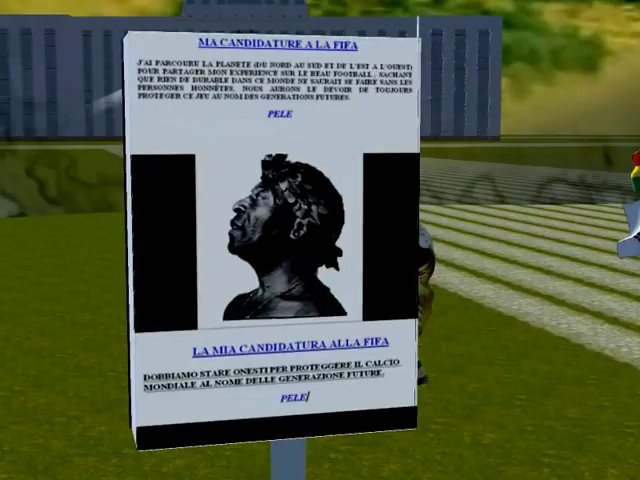 MA CANDIDATURE A LA FIFA
J'AI PARCOURU LA PLANETE (DU NORD AU SUD ET DE L'EST A L'OUEST)
POUR PARTAGER MON EXPERIENCE SUR LE BEAU FOOTBALL ; SACHANT
QUE RIEN DE DURABLE DANS CE MONDE NE SAURAIT SE FAIRE SANS LES
PERSONNES HONNÊTES, NOUS AURONS LE DEVOIR DE TOUJOURS
PROTEGER CE JEU AU NOM DES GENERATIONS FUTURES.
PELE
LA MIA CANDIDATURA ALLA FIFA
DOBBIAMO STARE ONESTI PER PROTEGGERE IL CALCIO
MONDIALE AL NOME DELLE GENERAZIONE FUTURE.
PELE